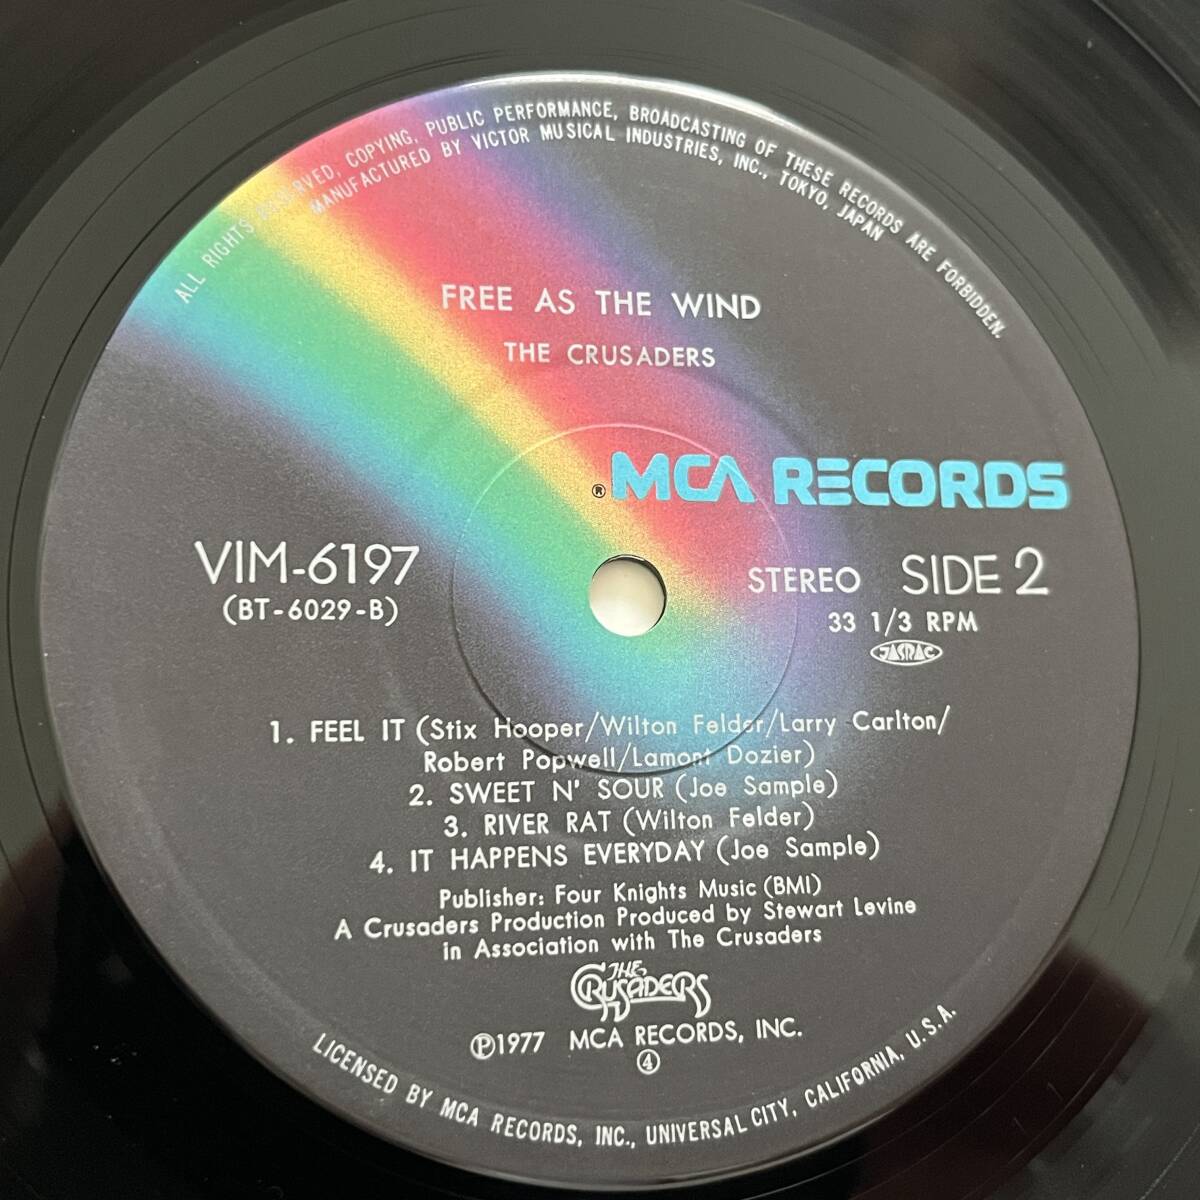 ALL RIGHTS RESERVED, COPYING, PUBLIC PERFORMANCE, BROADCASTING OF THESE RECORDS ARE FORBIDDEN.
MANUFACTURED BY VICTOR MUSICAL INDUSTRIES, INC., TOKYO, JAPAN
FREE AS THE WIND
THE CRUSADERS
® MCA RECORDS
VIM-6197
(BT-6029-B)
STEREO SIDE 2
33 1/3 RPM
JASRAC
1. FEEL IT (Stix Hooper/Wilton Felder/Larry Carlton/
Robert Popwell/Lamont Dozier)
2. SWEET N' SOUR (Joe Sample)
3. RIVER RAT (Wilton Felder)
4. IT HAPPENS EVERYDAY (Joe Sample)
Publisher: Four Knights Music (BMI)
A Crusaders Production Produced by Stewart Levine
in Association with The Crusaders
THE
CRUSADERS
℗1977 MCA RECORDS, INC.
④
LICENSED BY MCA RECORDS, INC., UNIVERSAL CITY, CALIFORNIA, U.S.A.